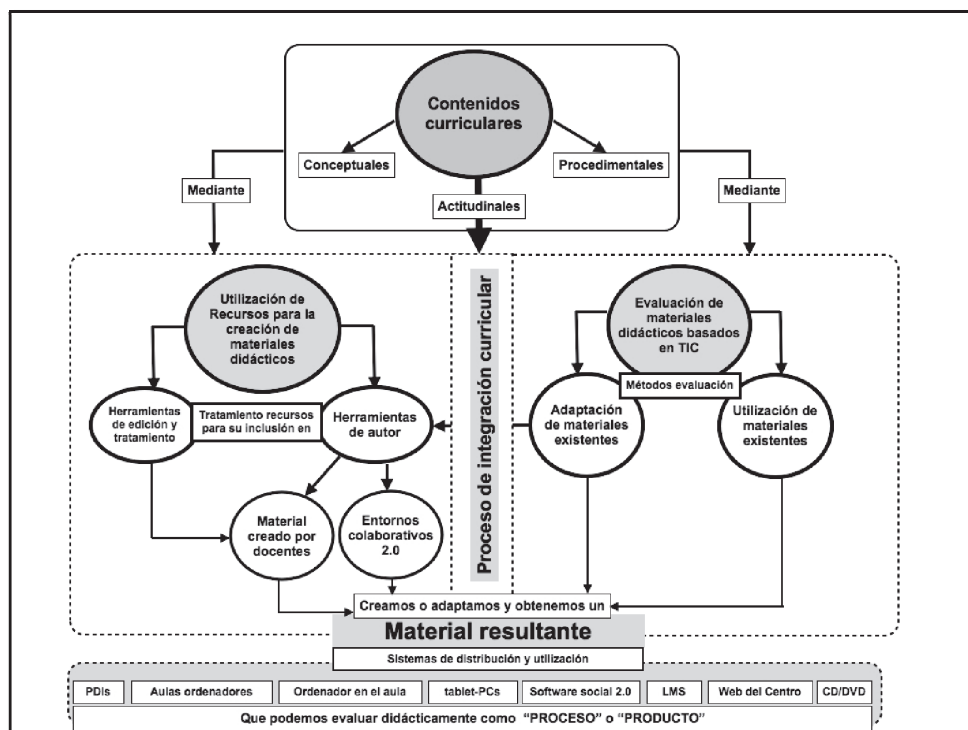 Contenidos
curriculares
Conceptuales
Procedimentales
Actitudinales
Mediante
Mediante
Utilización de
Recursos para la
creación de
materiales
didácticos
Herramientas
de edición y
tratamiento
Tratamiento recursos
para su inclusión en
Herramientas
de autor
Material
creado por
docentes
Entornos
colaborativos
2.0
Proceso de integración curricular
Evaluación de
materiales
didácticos basados
en TIC
Métodos evaluación
Adaptación
de materiales
existentes
Utilización de
materiales
existentes
Creamos o adaptamos y obtenemos un
Material resultante
Sistemas de distribución y utilización
PDIs
Aulas ordenadores
Ordenador en el aula
tablet-PCs
Software social 2.0
LMS
Web del Centro
CD/DVD
Que podemos evaluar didácticamente como “PROCESO” o “PRODUCTO”